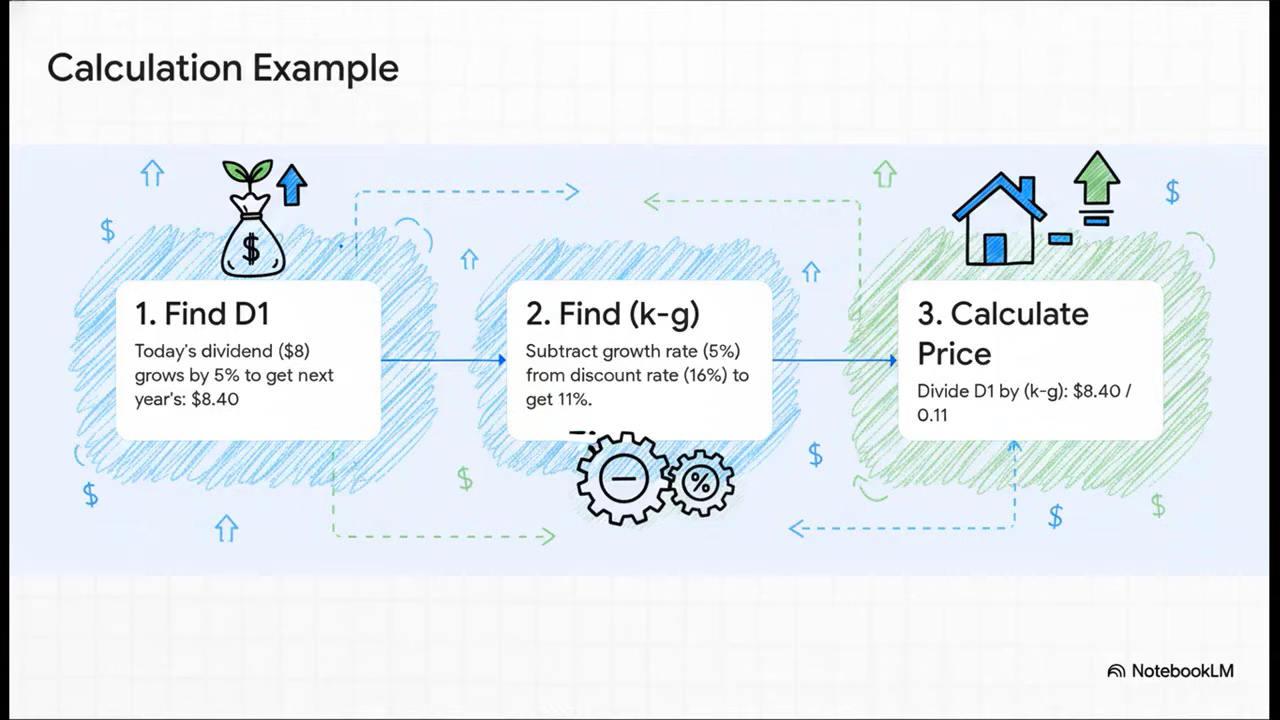 Calculation Example
1. Find D1
Today's dividend ($8)
grows by 5% to get next
year's: $8.40
2. Find (k-g)
Subtract growth rate (5%)
from discount rate (16%) to
get 11%.
3. Calculate
Price
Divide D1 by (k-g): $8.40 /
0.11
NotebookLM